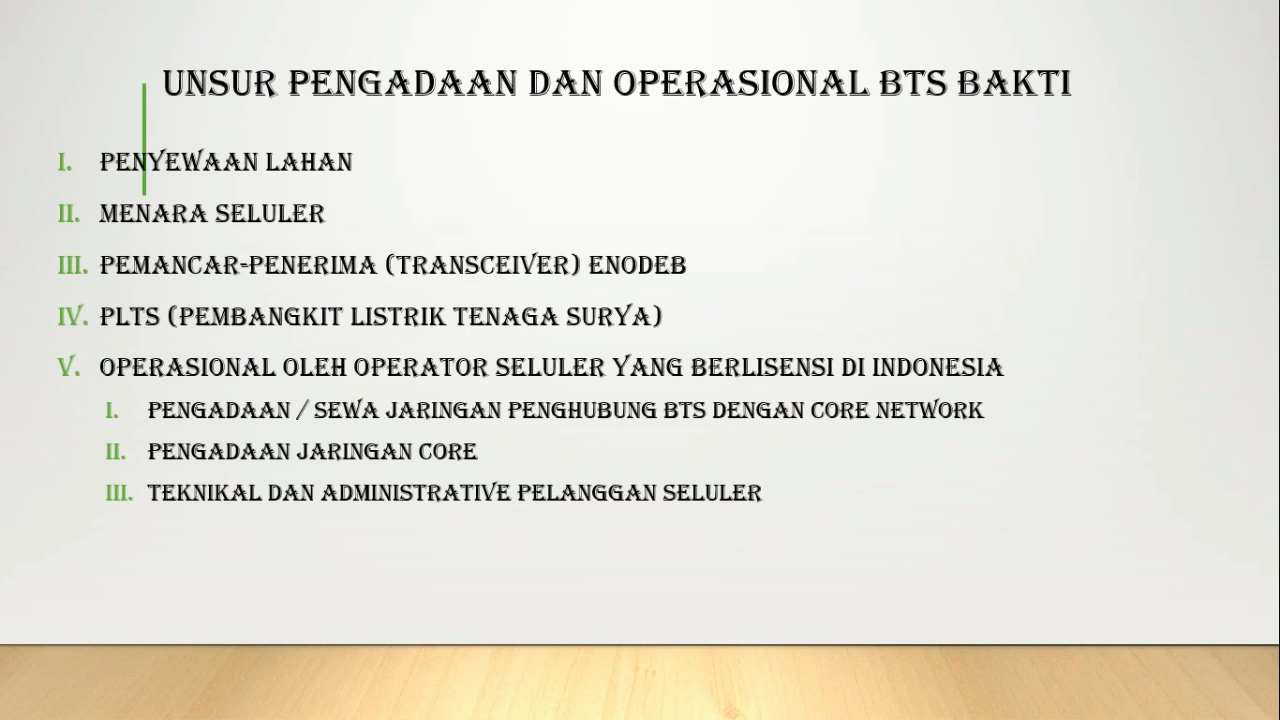 UNSUR PENGADAAN DAN OPERASIONAL BTS BAKTI
I. PENYEWAAN LAHAN
II. MENARA SELULER
III. PEMANCAR-PENERIMA (TRANSCEIVER) ENODEB
IV. PLTS (PEMBANGKIT LISTRIK TENAGA SURYA)
V. OPERASIONAL OLEH OPERATOR SELULER YANG BERLISENSI DI INDONESIA
I. PENGADAAN / SEWA JARINGAN PENGHUBUNG BTS DENGAN CORE NETWORK
II. PENGADAAN JARINGAN CORE
III. TEKNIKAL DAN ADMINISTRATIVE PELANGGAN SELULER